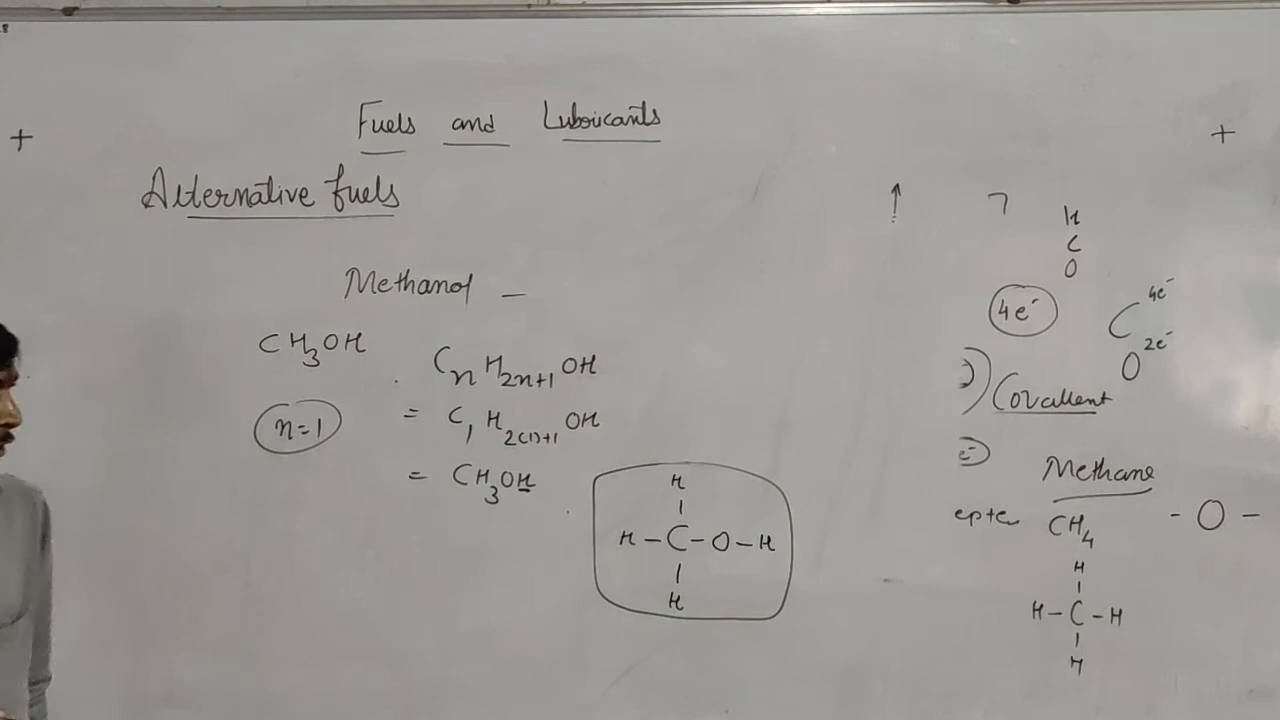 Fuels and Lubricants
Alternative fuels
Methanol –
CH3OH
CnH2n+1OH
n=1
= C1H2(1)+1OH
= CH3OH
H
|
H – C – O – H
|
H
↑
H
C
O
4e-
C 4e-
O 2e-
Covallent
e-
Methane
CH4
- O -
H
|
H – C – H
|
H